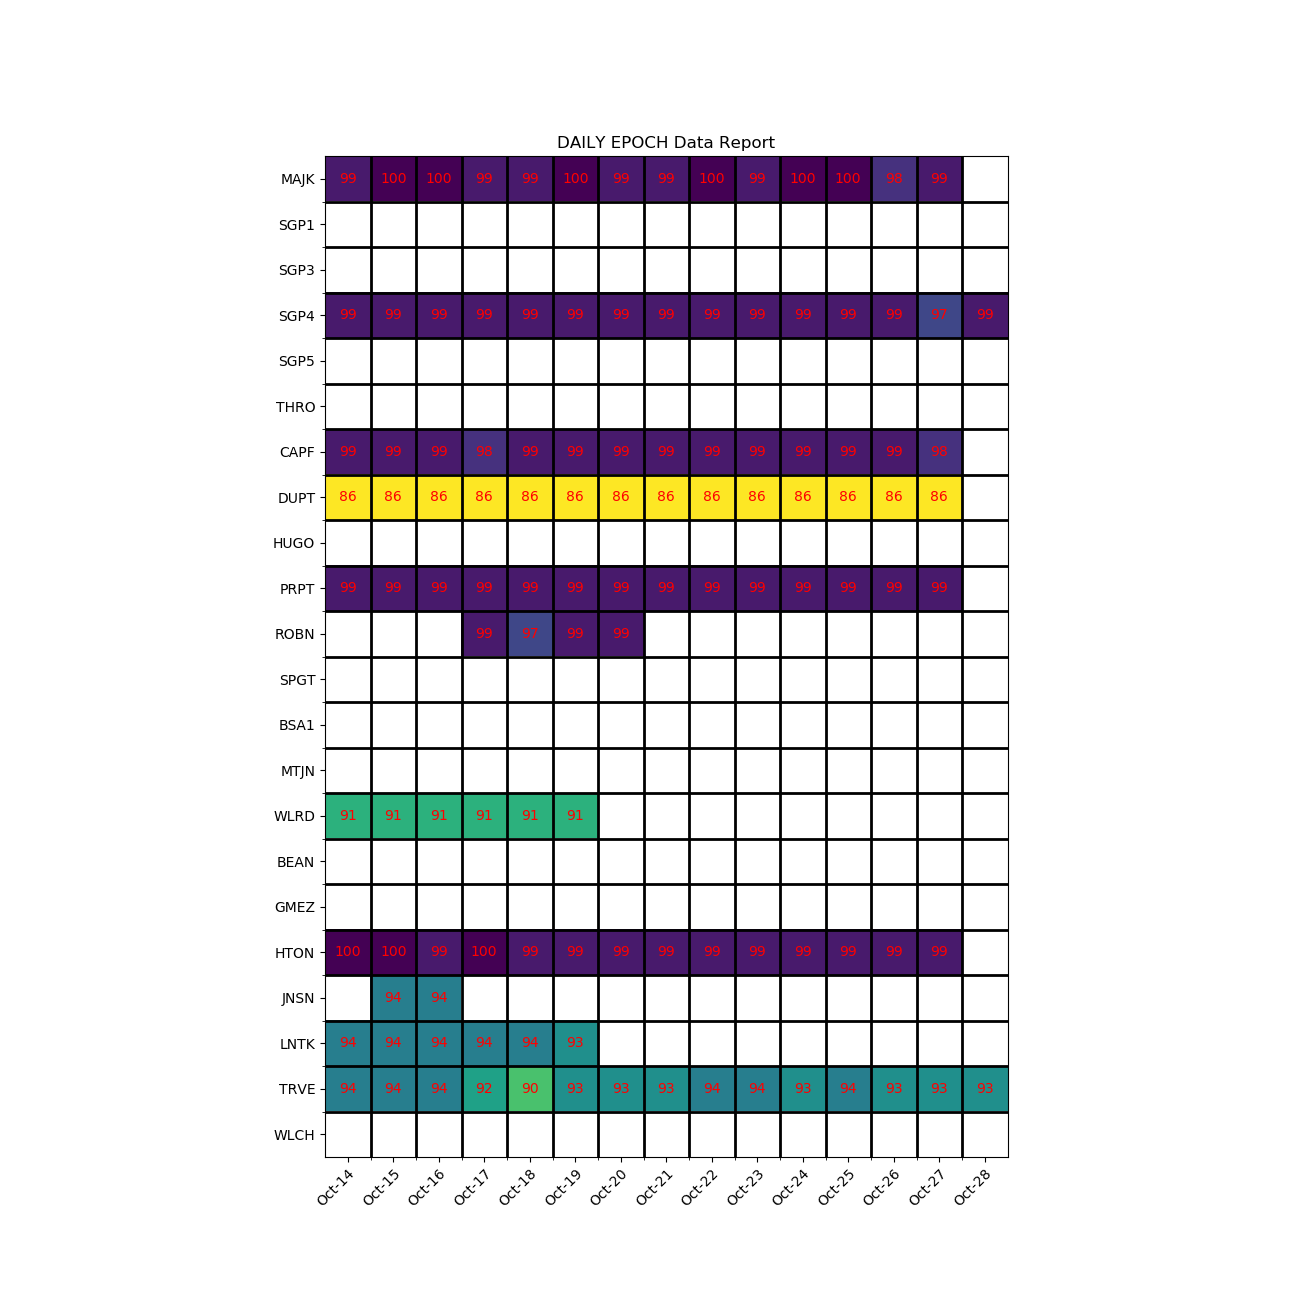 DAILY EPOCH Data Report
MAJK 99 100 100 99 99 100 99 99 100 99 100 100 98 99
SGP1
SGP3
SGP4 99 99 99 99 99 99 99 99 99 99 99 99 99 97 99
SGP5
THRO
CAPF 99 99 99 98 99 99 99 99 99 99 99 99 99 98
DUPT 86 86 86 86 86 86 86 86 86 86 86 86 86 86
HUGO
PRPT 99 99 99 99 99 99 99 99 99 99 99 99 99 99
ROBN 99 97 99 99
SPGT
BSA1
MTJN
WLRD 91 91 91 91 91 91
BEAN
GMEZ
HTON 100 100 99 100 99 99 99 99 99 99 99 99 99 99
JNSN 94 94
LNTK 94 94 94 94 94 93
TRVE 94 94 94 92 90 93 93 93 94 94 93 94 93 93 93
WLCH
Oct-14 Oct-15 Oct-16 Oct-17 Oct-18 Oct-19 Oct-20 Oct-21 Oct-22 Oct-23 Oct-24 Oct-25 Oct-26 Oct-27 Oct-28